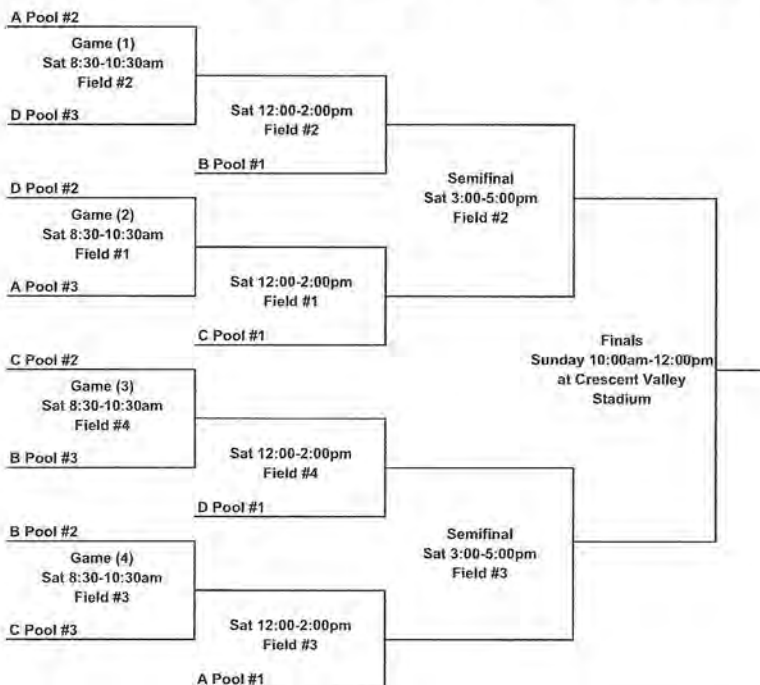 A Pool #2
Game (1)
Sat 8:30-10:30am
Field #2
D Pool #3
Sat 12:00-2:00pm
Field #2
B Pool #1
D Pool #2
Game (2)
Sat 8:30-10:30am
Field #1
A Pool #3
Sat 12:00-2:00pm
Field #1
C Pool #1
Semifinal
Sat 3:00-5:00pm
Field #2
C Pool #2
Game (3)
Sat 8:30-10:30am
Field #4
B Pool #3
Sat 12:00-2:00pm
Field #4
D Pool #1
B Pool #2
Game (4)
Sat 8:30-10:30am
Field #3
C Pool #3
Sat 12:00-2:00pm
Field #3
A Pool #1
Semifinal
Sat 3:00-5:00pm
Field #3
Finals
Sunday 10:00am-12:00pm
at Crescent Valley
Stadium